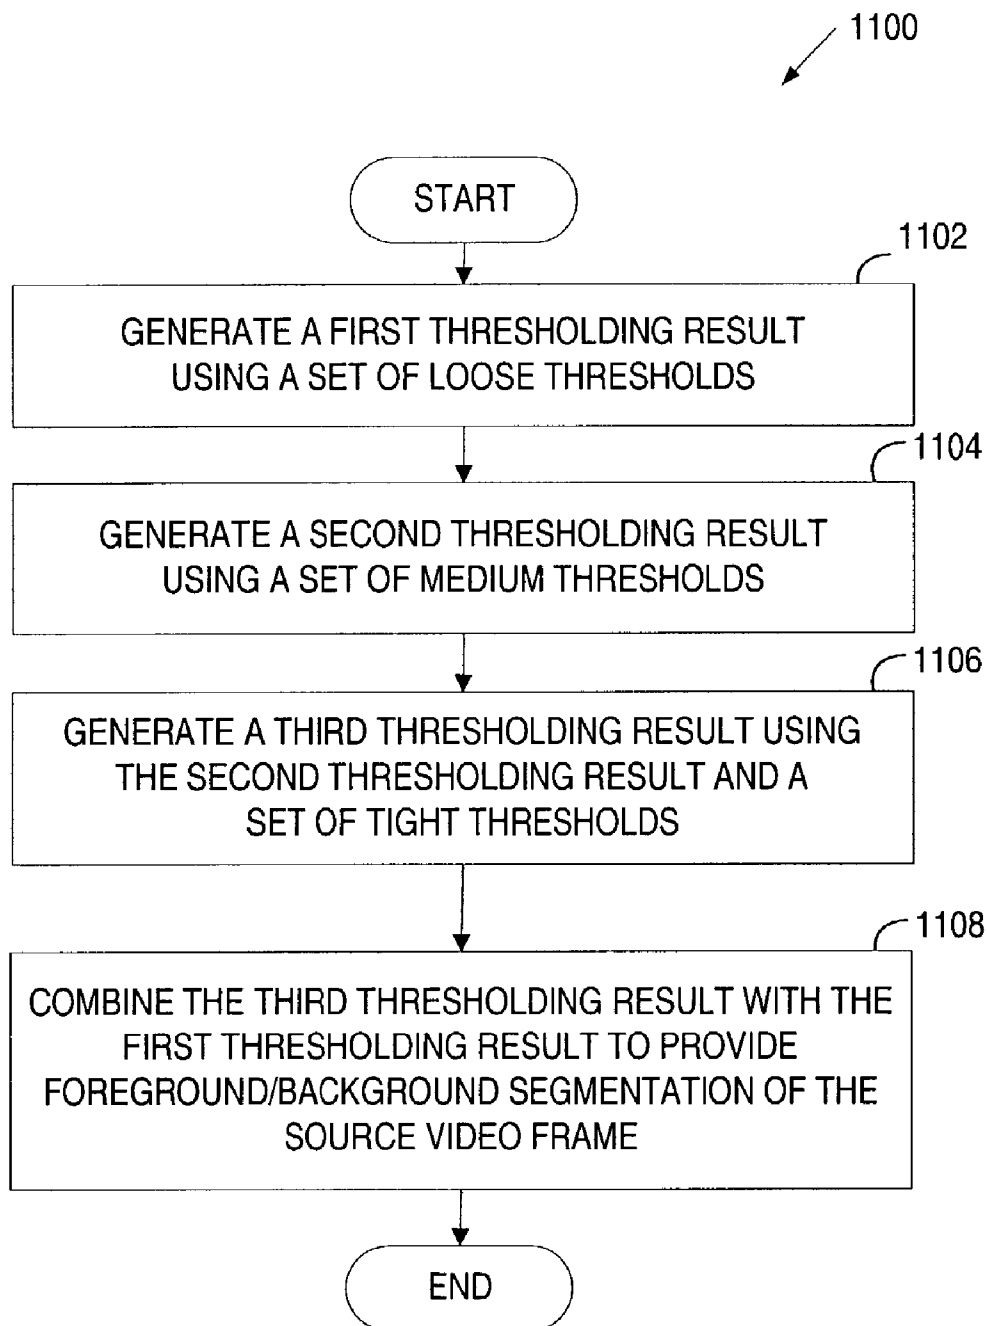 1100
START
1102
GENERATE A FIRST THRESHOLDING RESULT
USING A SET OF LOOSE THRESHOLDS
1104
GENERATE A SECOND THRESHOLDING RESULT
USING A SET OF MEDIUM THRESHOLDS
1106
GENERATE A THIRD THRESHOLDING RESULT USING
THE SECOND THRESHOLDING RESULT AND A
SET OF TIGHT THRESHOLDS
1108
COMBINE THE THIRD THRESHOLDING RESULT WITH THE
FIRST THRESHOLDING RESULT TO PROVIDE
FOREGROUND/BACKGROUND SEGMENTATION OF THE
SOURCE VIDEO FRAME
END